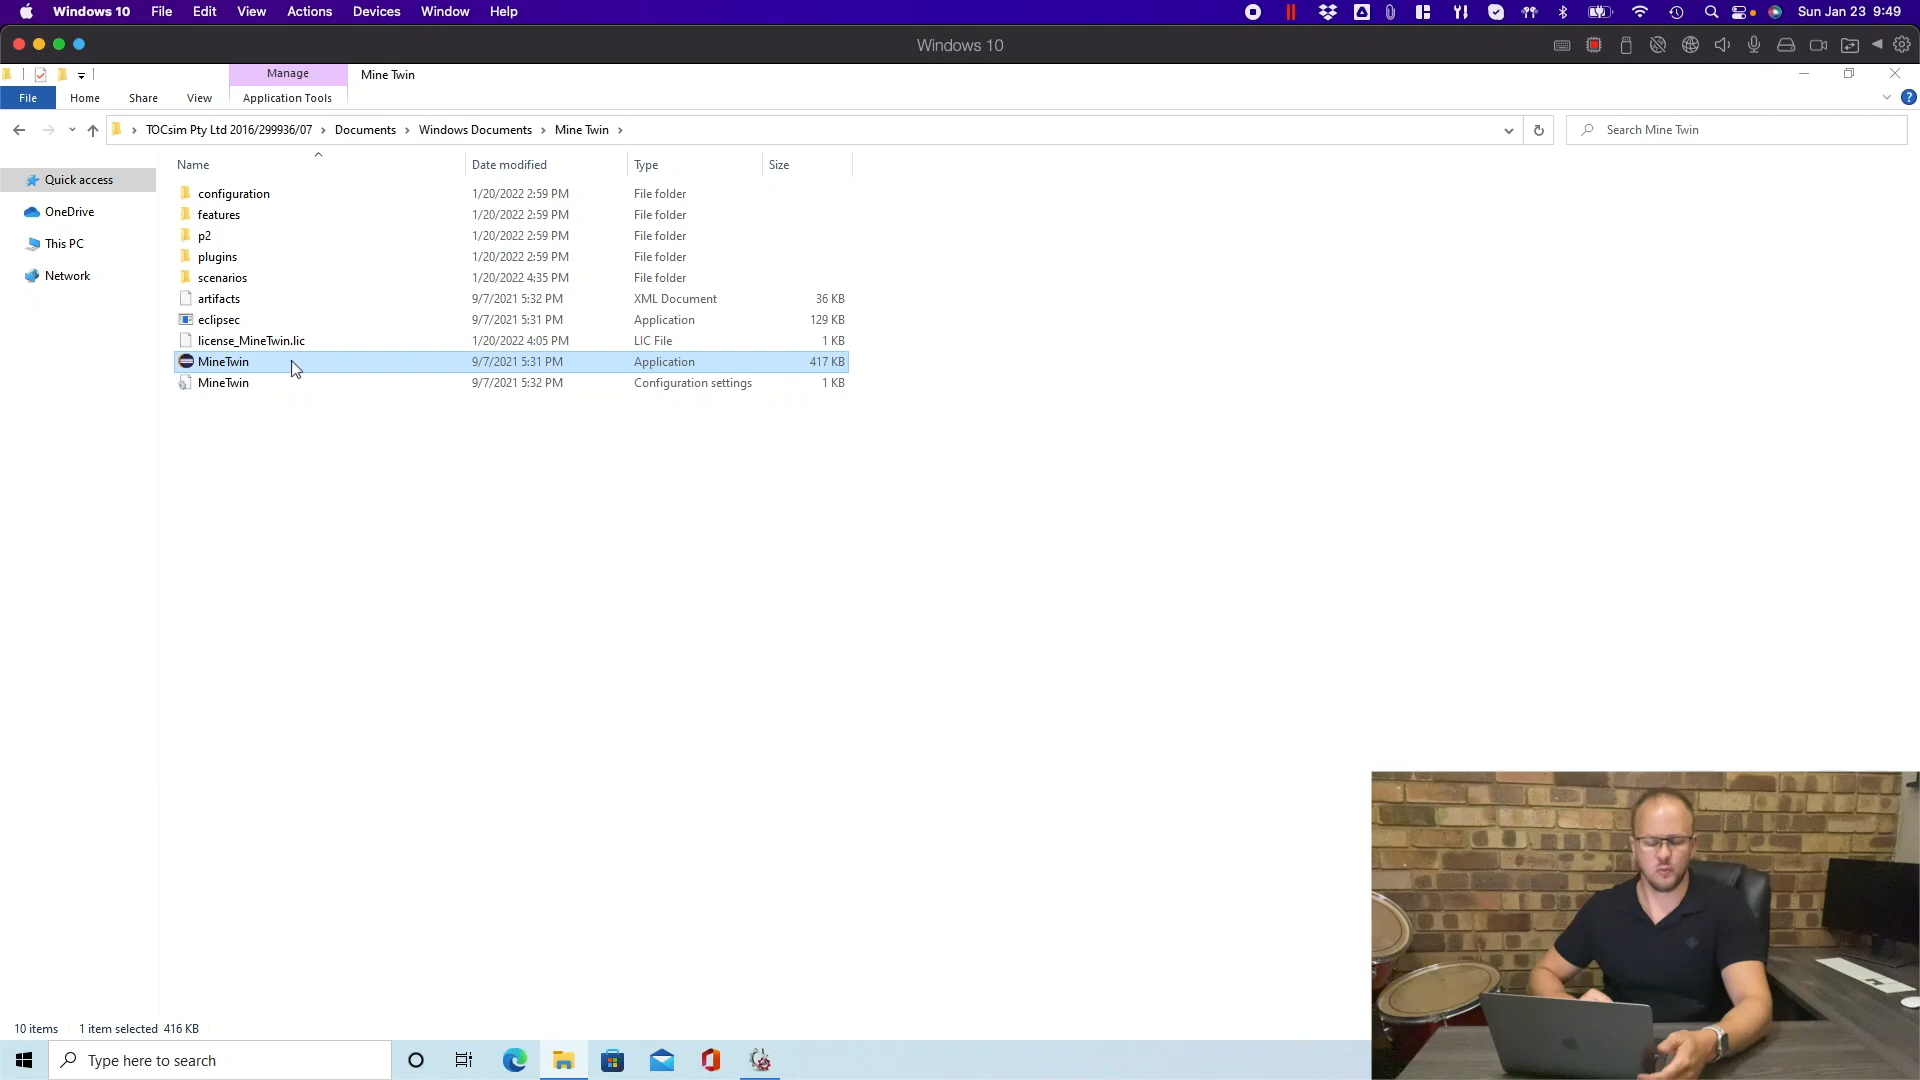 Windows 10 File Edit View Actions Devices Window Help Sun Jan 23 9:49
Windows 10
Manage Mine Twin
File Home Share View Application Tools
TOCsim Pty Ltd 2016/299936/07 Documents Windows Documents Mine Twin Search Mine Twin
Name Date modified Type Size
Quick access
OneDrive
This PC
Network
configuration 1/20/2022 2:59 PM File folder
features 1/20/2022 2:59 PM File folder
p2 1/20/2022 2:59 PM File folder
plugins 1/20/2022 2:59 PM File folder
scenarios 1/20/2022 4:35 PM File folder
artifacts 9/7/2021 5:32 PM XML Document 36 KB
eclipsec 9/7/2021 5:31 PM Application 129 KB
license_MineTwin.lic 1/20/2022 4:05 PM LIC File 1 KB
MineTwin 9/7/2021 5:31 PM Application 417 KB
MineTwin 9/7/2021 5:32 PM Configuration settings 1 KB
10 items 1 item selected 416 KB
Type here to search